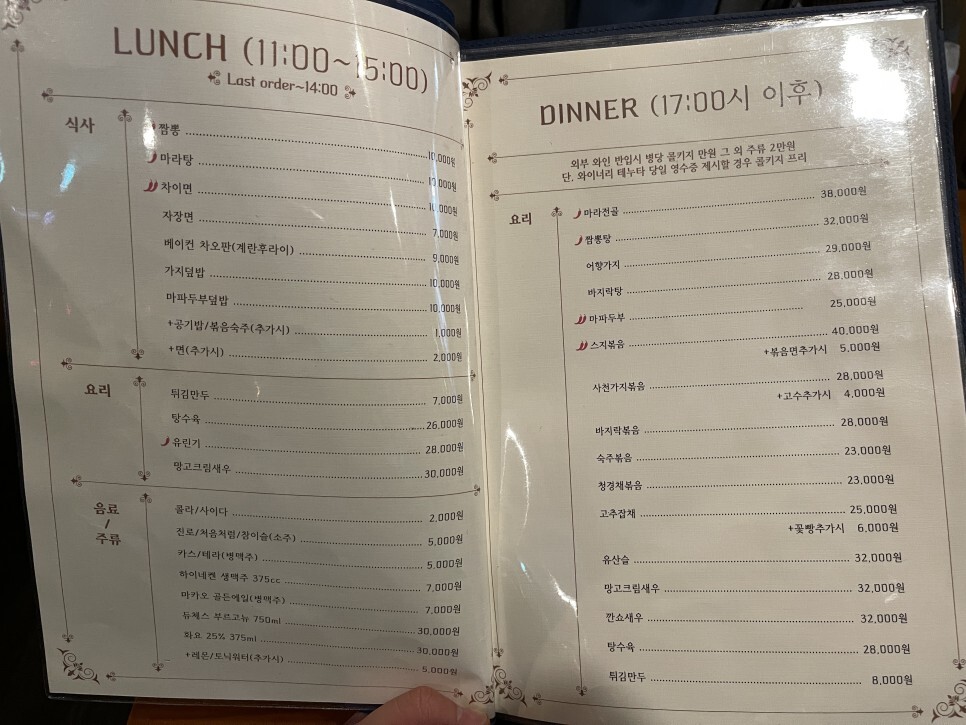 LUNCH (11:00~15:00)
Last order~14:00
식사
짬뽕 10,000원
마라탕 10,000원
차이면 10,000원
자장면 7,000원
베이컨 차오판(계란후라이) 9,000원
가지덮밥 10,000원
마파두부덮밥 10,000원
+공기밥/볶음숙주(추가시) 1,000원
+면(추가시) 2,000원
요리
튀김만두 7,000원
탕수육 26,000원
유린기 28,000원
망고크림새우 30,000원
음료
/
주류
콜라/사이다 2,000원
진로/처음처럼/참이슬(소주) 5,000원
카스/테라(병맥주) 5,000원
하이네켄 생맥주 375cc 7,000원
마카오 골든에일(병맥주) 7,000원
듀체스 부르고뉴 750ml 30,000원
화요 25% 375ml 30,000원
+레몬/토닉워터(추가시) 5,000원
DINNER (17:00시 이후)
외부 와인 반입시 병당 콜키지 만원 그 외 주류 2만원
단, 와이너리 테누타 당일 영수증 제시할 경우 콜키지 프리
요리
마라전골 38,000원
짬뽕탕 32,000원
어향가지 29,000원
바지락탕 28,000원
마파두부 25,000원
스지볶음 40,000원
+볶음면추가시 5,000원
사천가지볶음 28,000원
+고수추가시 4,000원
바지락볶음 28,000원
숙주볶음 23,000원
청경채볶음 23,000원
고추잡채 25,000원
+꽃빵추가시 6,000원
유산슬 32,000원
망고크림새우 32,000원
깐쇼새우 32,000원
탕수육 28,000원
튀김만두 8,000원